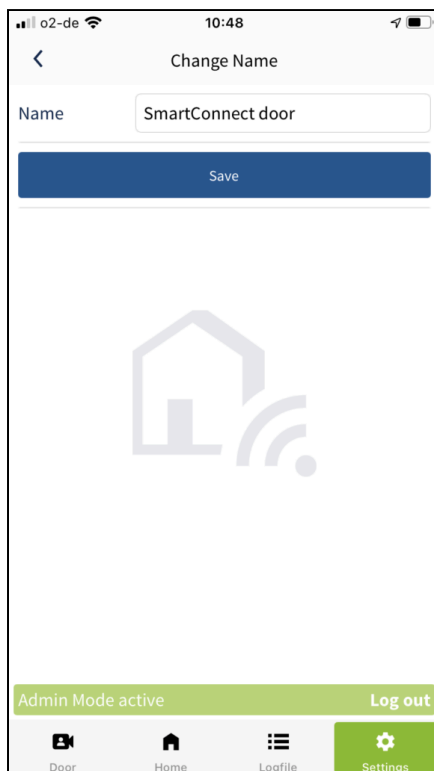 o2-de 10:48
Change Name
Name SmartConnect door
Save
Admin Mode active Log out
Door Home Logfile Settings